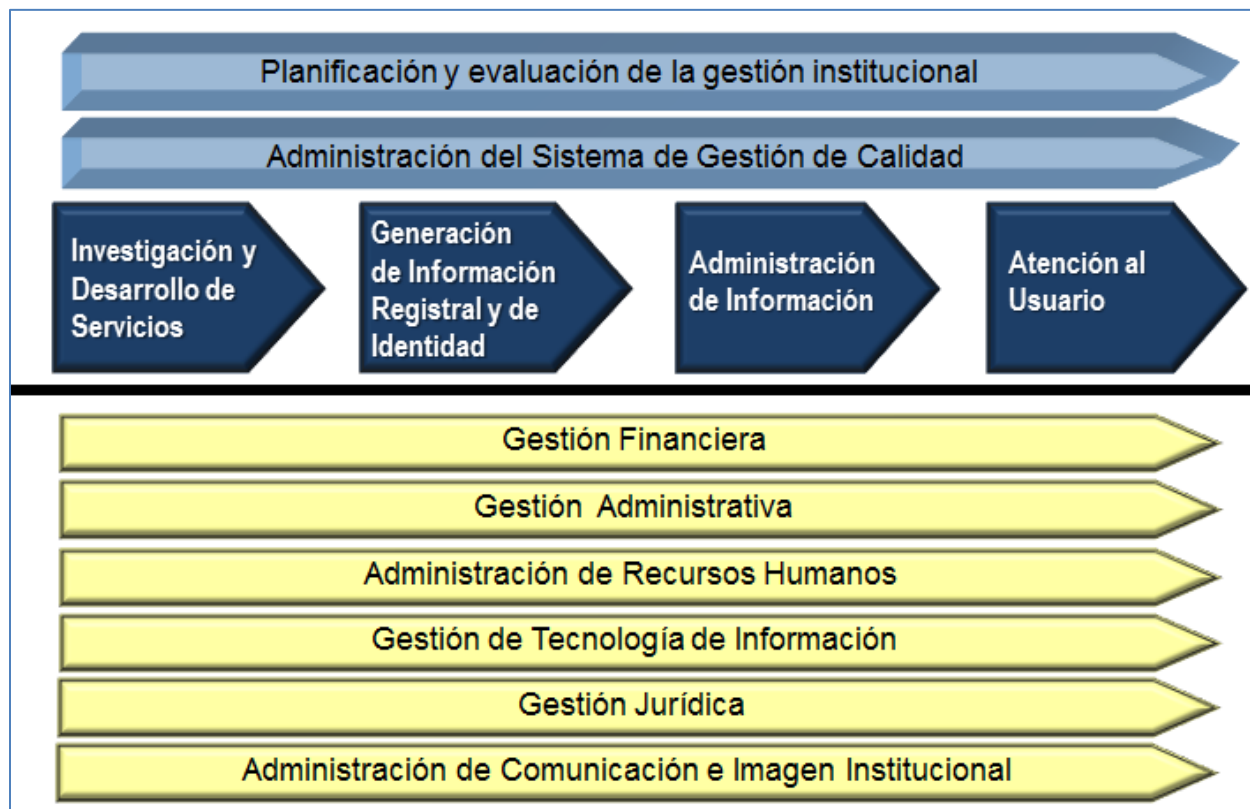 Planificación y evaluación de la gestión institucional
Administración del Sistema de Gestión de Calidad
Investigación y
Desarrollo de
Servicios
Generación
de Información
Registral y de
Identidad
Administración
de Información
Atención al
Usuario
Gestión Financiera
Gestión Administrativa
Administración de Recursos Humanos
Gestión de Tecnología de Información
Gestión Jurídica
Administración de Comunicación e Imagen Institucional